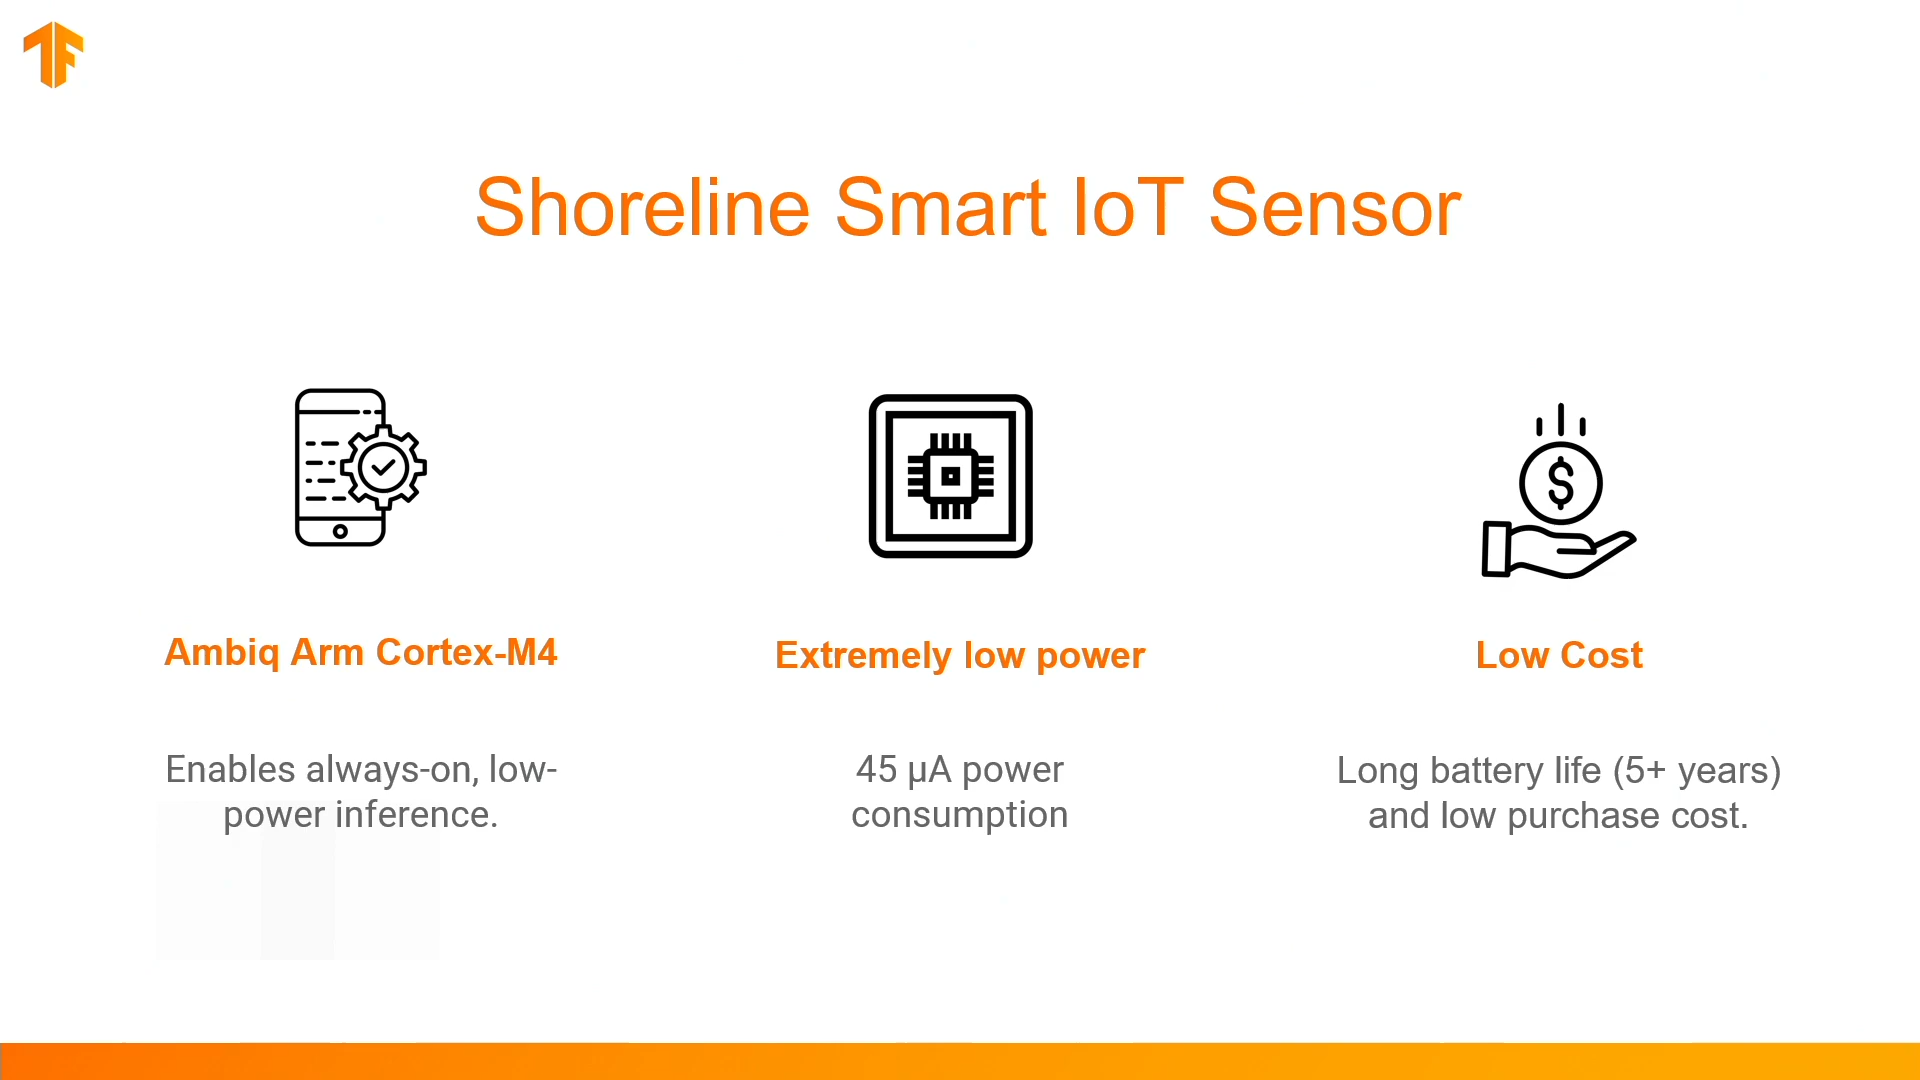 Shoreline Smart IoT Sensor
Ambiq Arm Cortex-M4
Extremely low power
Low Cost
Enables always-on, low-
power inference.
45 µA power
consumption
Long battery life (5+ years)
and low purchase cost.